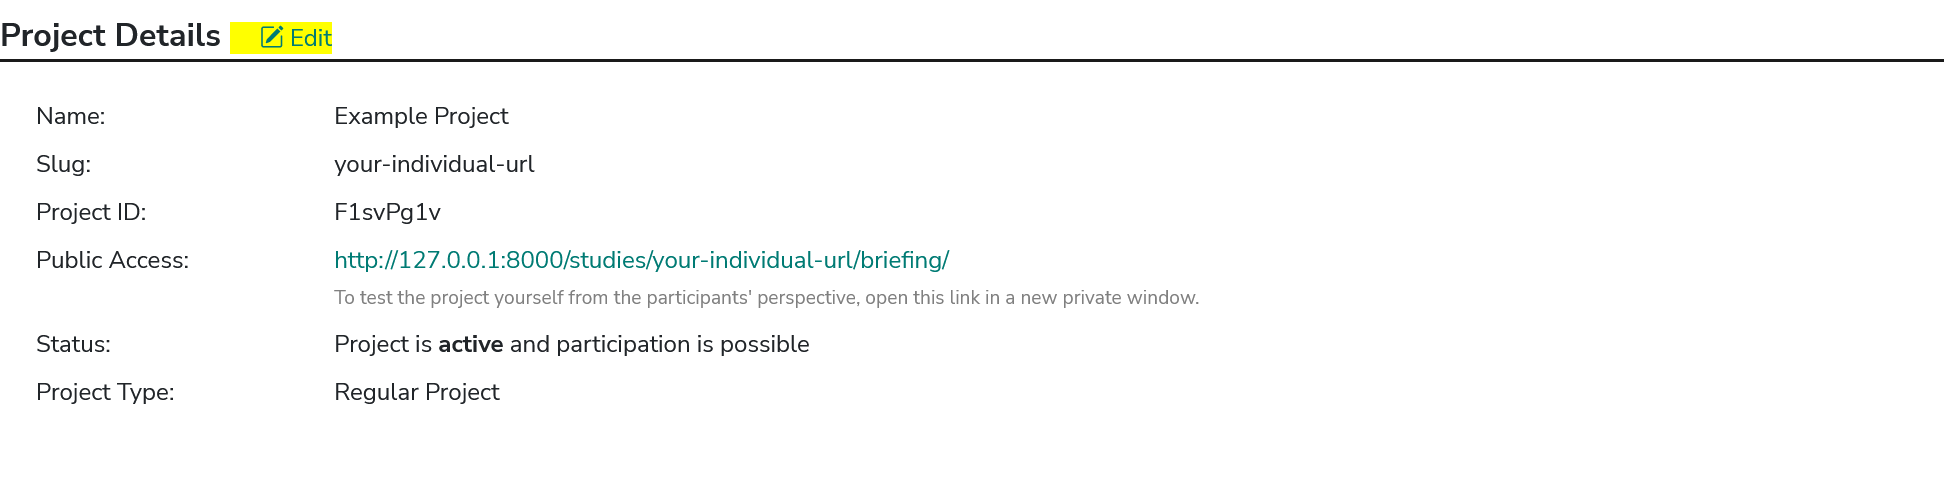 Project Details Edit
Name: Example Project
Slug: your-individual-url
Project ID: F1svPg1v
Public Access: http://127.0.0.1:8000/studies/your-individual-url/briefing/
To test the project yourself from the participants' perspective, open this link in a new private window.
Status: Project is active and participation is possible
Project Type: Regular Project